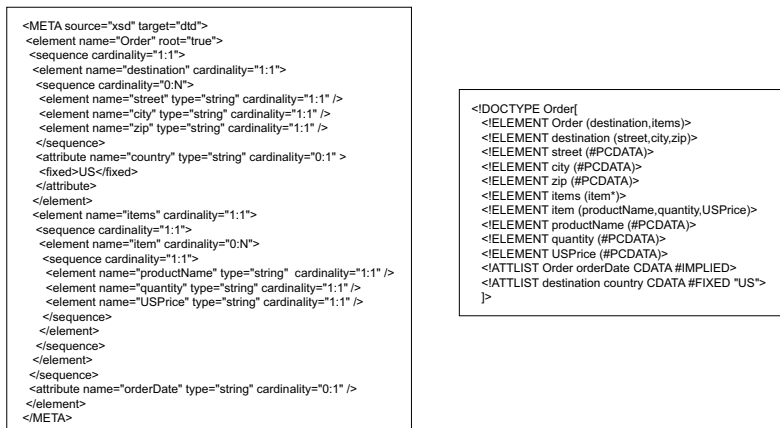 <META source="xsd" target="dtd">
<element name="Order" root="true">
<sequence cardinality="1:1">
<element name="destination" cardinality="1:1">
<sequence cardinality="0:N">
<element name="street" type="string" cardinality="1:1" />
<element name="city" type="string" cardinality="1:1" />
<element name="zip" type="string" cardinality="1:1" />
</sequence>
<attribute name="country" type="string" cardinality="0:1" >
<fixed>US</fixed>
</attribute>
</element>
<element name="items" cardinality="1:1">
<sequence cardinality="1:1">
<element name="item" cardinality="0:N">
<sequence cardinality="1:1">
<element name="productName" type="string" cardinality="1:1" />
<element name="quantity" type="string" cardinality="1:1" />
<element name="USPrice" type="string" cardinality="1:1" />
</sequence>
</element>
</sequence>
</element>
</sequence>
<attribute name="orderDate" type="string" cardinality="0:1" />
</element>
</META>
<!DOCTYPE Order[
<!ELEMENT Order (destination,items)>
<!ELEMENT destination (street,city,zip)>
<!ELEMENT street (#PCDATA)>
<!ELEMENT city (#PCDATA)>
<!ELEMENT zip (#PCDATA)>
<!ELEMENT items (item*)>
<!ELEMENT item (productName,quantity,USPrice)>
<!ELEMENT productName (#PCDATA)>
<!ELEMENT quantity (#PCDATA)>
<!ELEMENT USPrice (#PCDATA)>
<!ATTLIST Order orderDate CDATA #IMPLIED>
<!ATTLIST destination country CDATA #FIXED "US">
]>